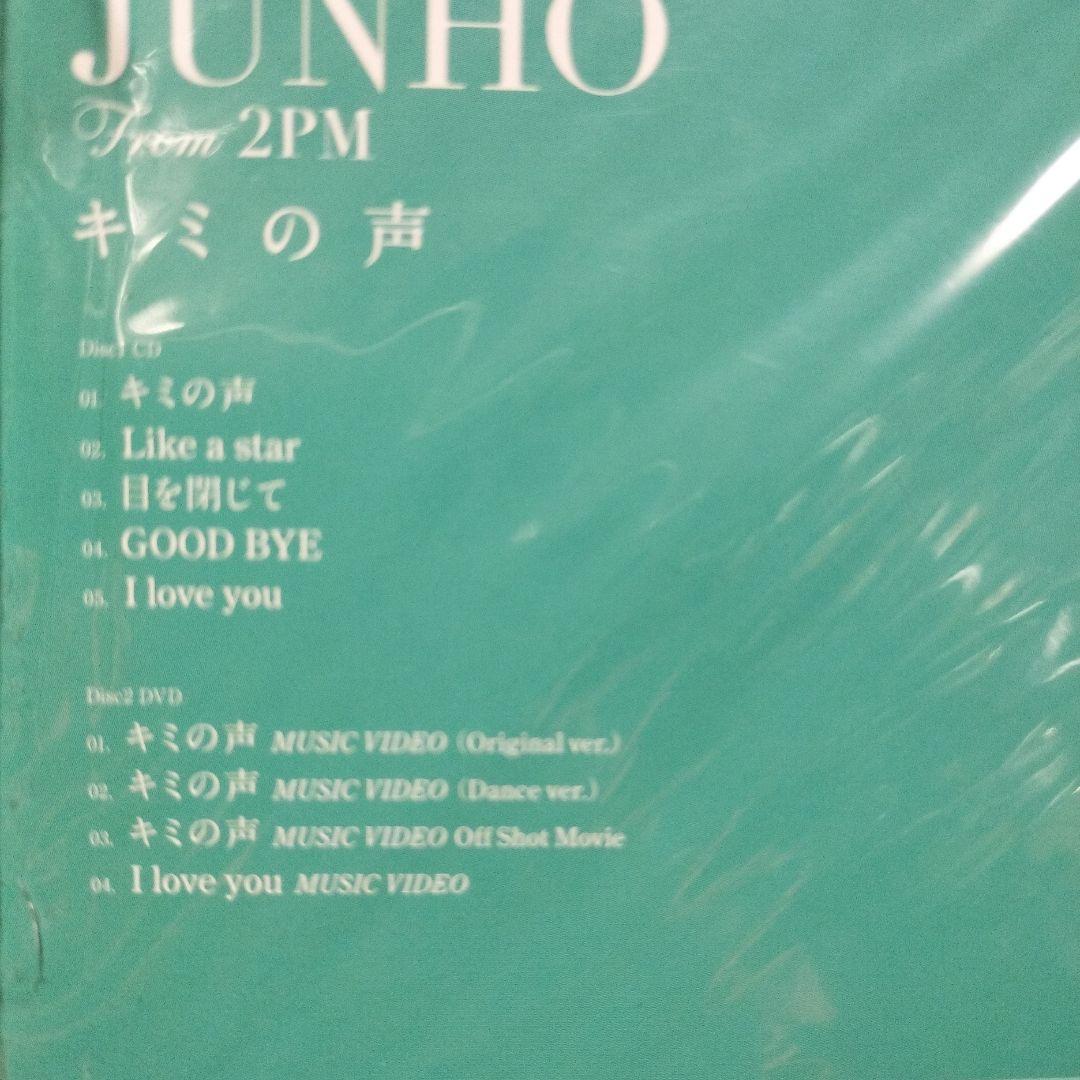 JUNHO
From 2PM
キミの声
Disc1 CD
01. キミの声
02. Like a star
03. 目を閉じて
04. GOOD BYE
05. I love you
Disc2 DVD
01. キミの声 MUSIC VIDEO (Original ver.)
02. キミの声 MUSIC VIDEO (Dance ver.)
03. キミの声 MUSIC VIDEO Off Shot Movie
04. I love you MUSIC VIDEO